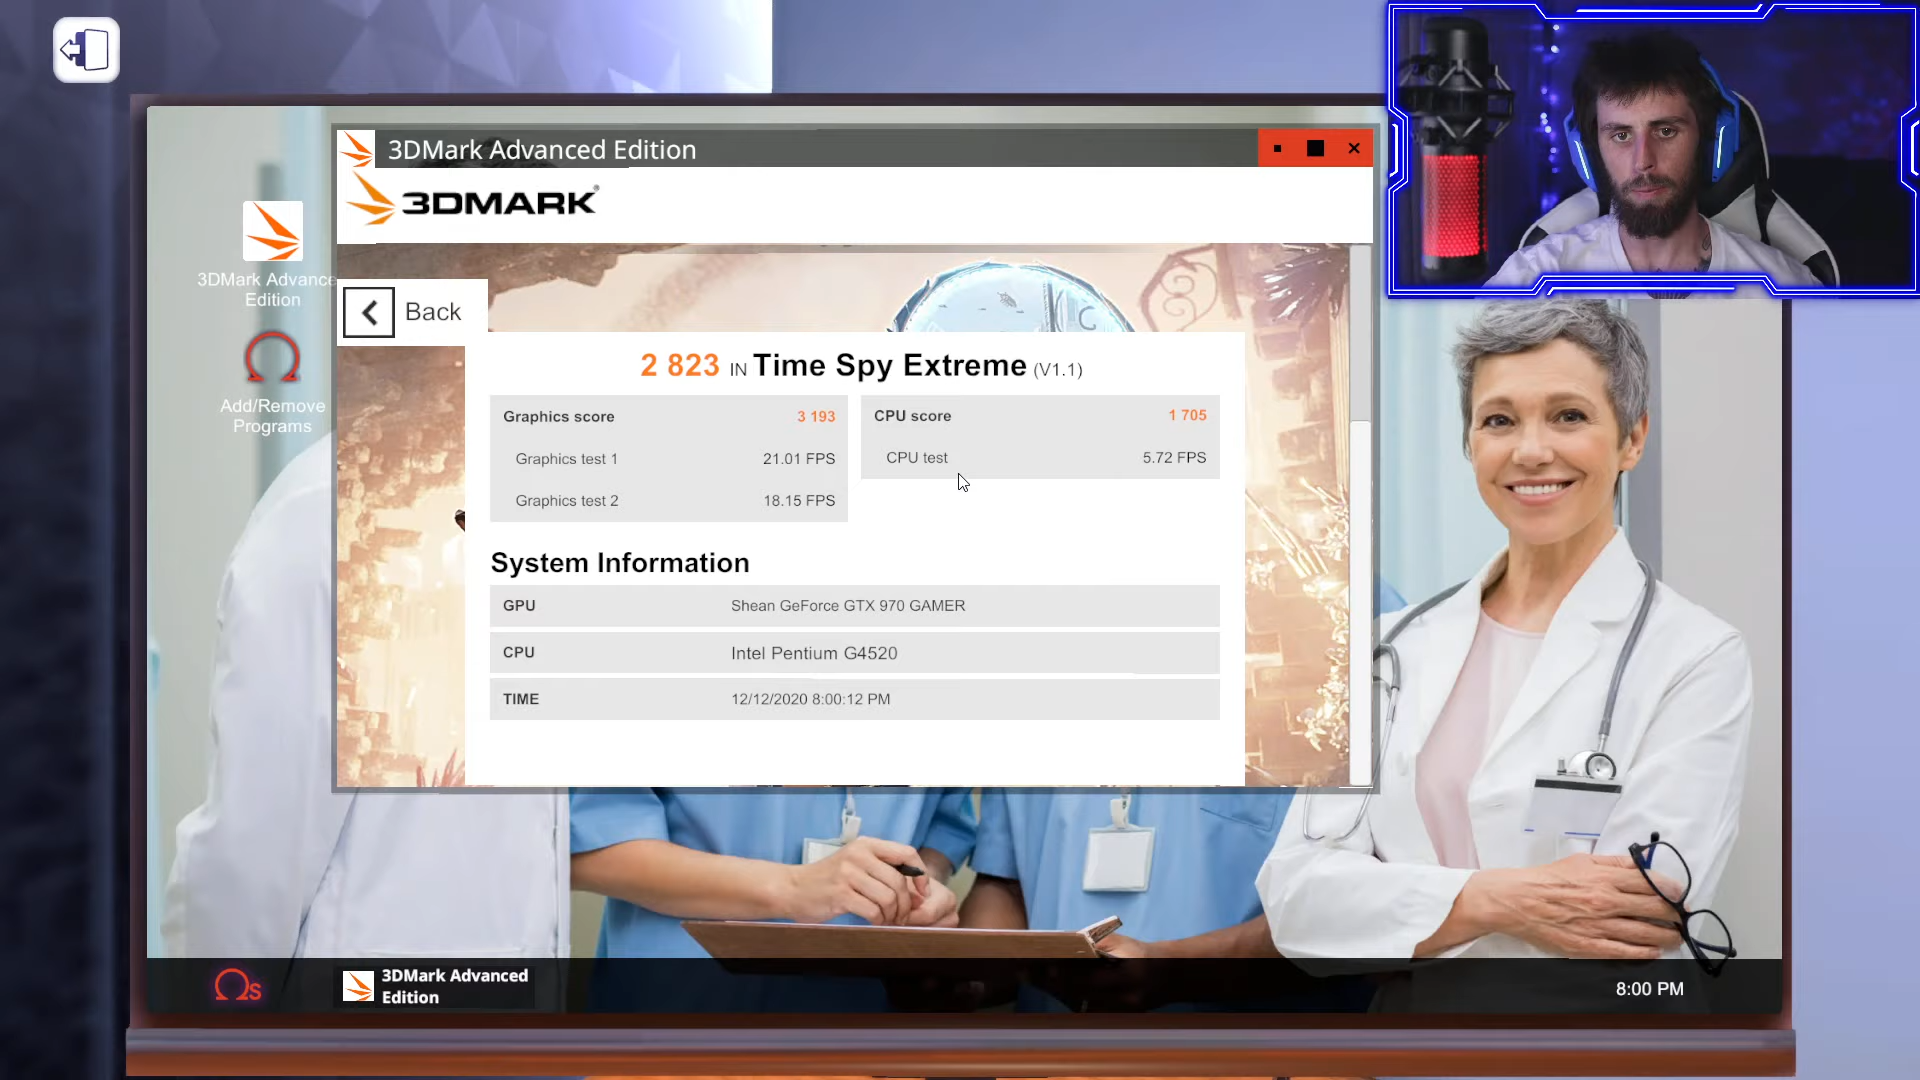 3DMark Advanced Edition
3DMARK®
3DMark Advance
Edition
Add/Remove
Programs
Back
2 823 IN Time Spy Extreme (V1.1)
Graphics score 3 193
Graphics test 1 21.01 FPS
Graphics test 2 18.15 FPS
CPU score 1 705
CPU test 5.72 FPS
System Information
GPU Shean GeForce GTX 970 GAMER
CPU Intel Pentium G4520
TIME 12/12/2020 8:00:12 PM
Ωs
3DMark Advanced
Edition
8:00 PM